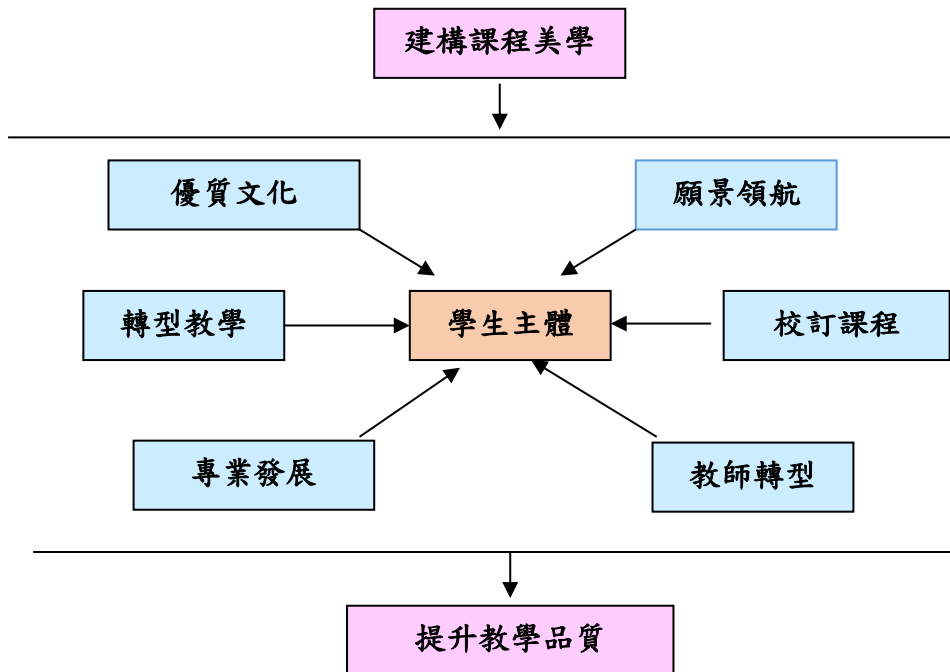 建構課程美學
優質文化
願景領航
轉型教學
學生主體
校訂課程
專業發展
教師轉型
提升教學品質